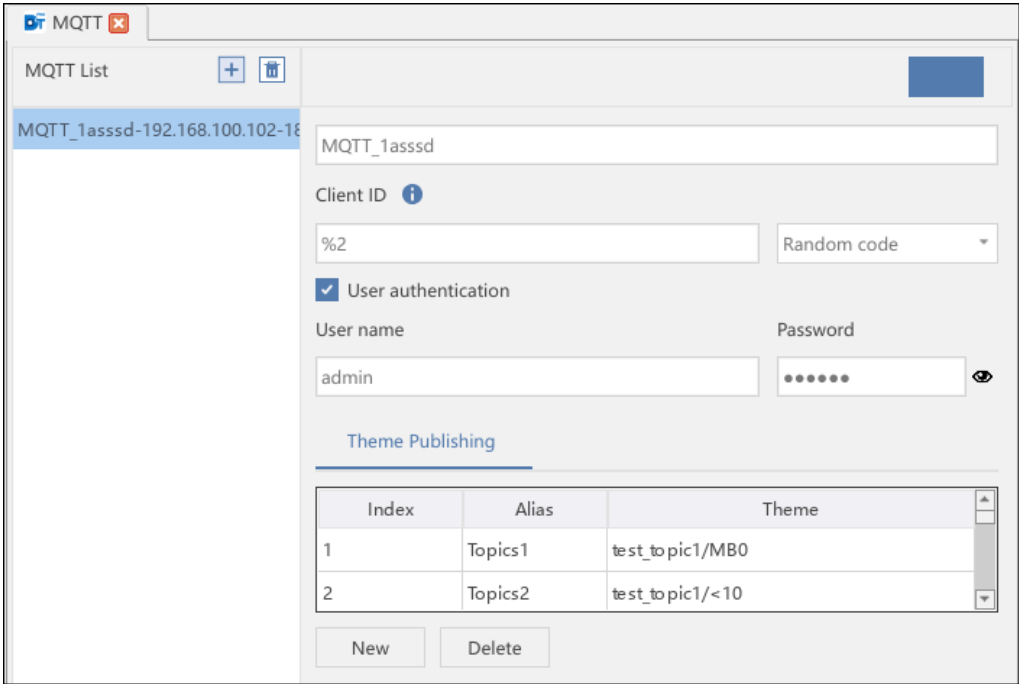 DT MQTT
MQTT List
MQTT_1asssd-192.168.100.102-18
MQTT_1asssd
Client ID
%2
Random code
User authentication
User name
Password
admin
••••••
Theme Publishing
Index Alias Theme
1 Topics1 test_topic1/MB0
2 Topics2 test_topic1/<10
New Delete